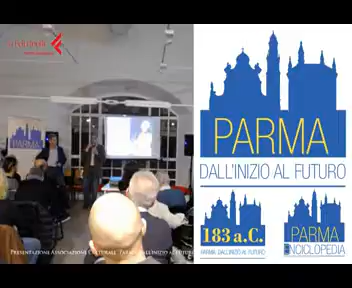 PARMA
PARMA
DALL'INIZIO AL FUTURO
183 a.C.
PARMA DALL'INIZIO AL FUTURO
PARMA
ENCICLOPEDIA
PRESENTAZIONE ASSOCIAZIONE CULTURALE "PARMA DALL'INIZIO AL FUTURO